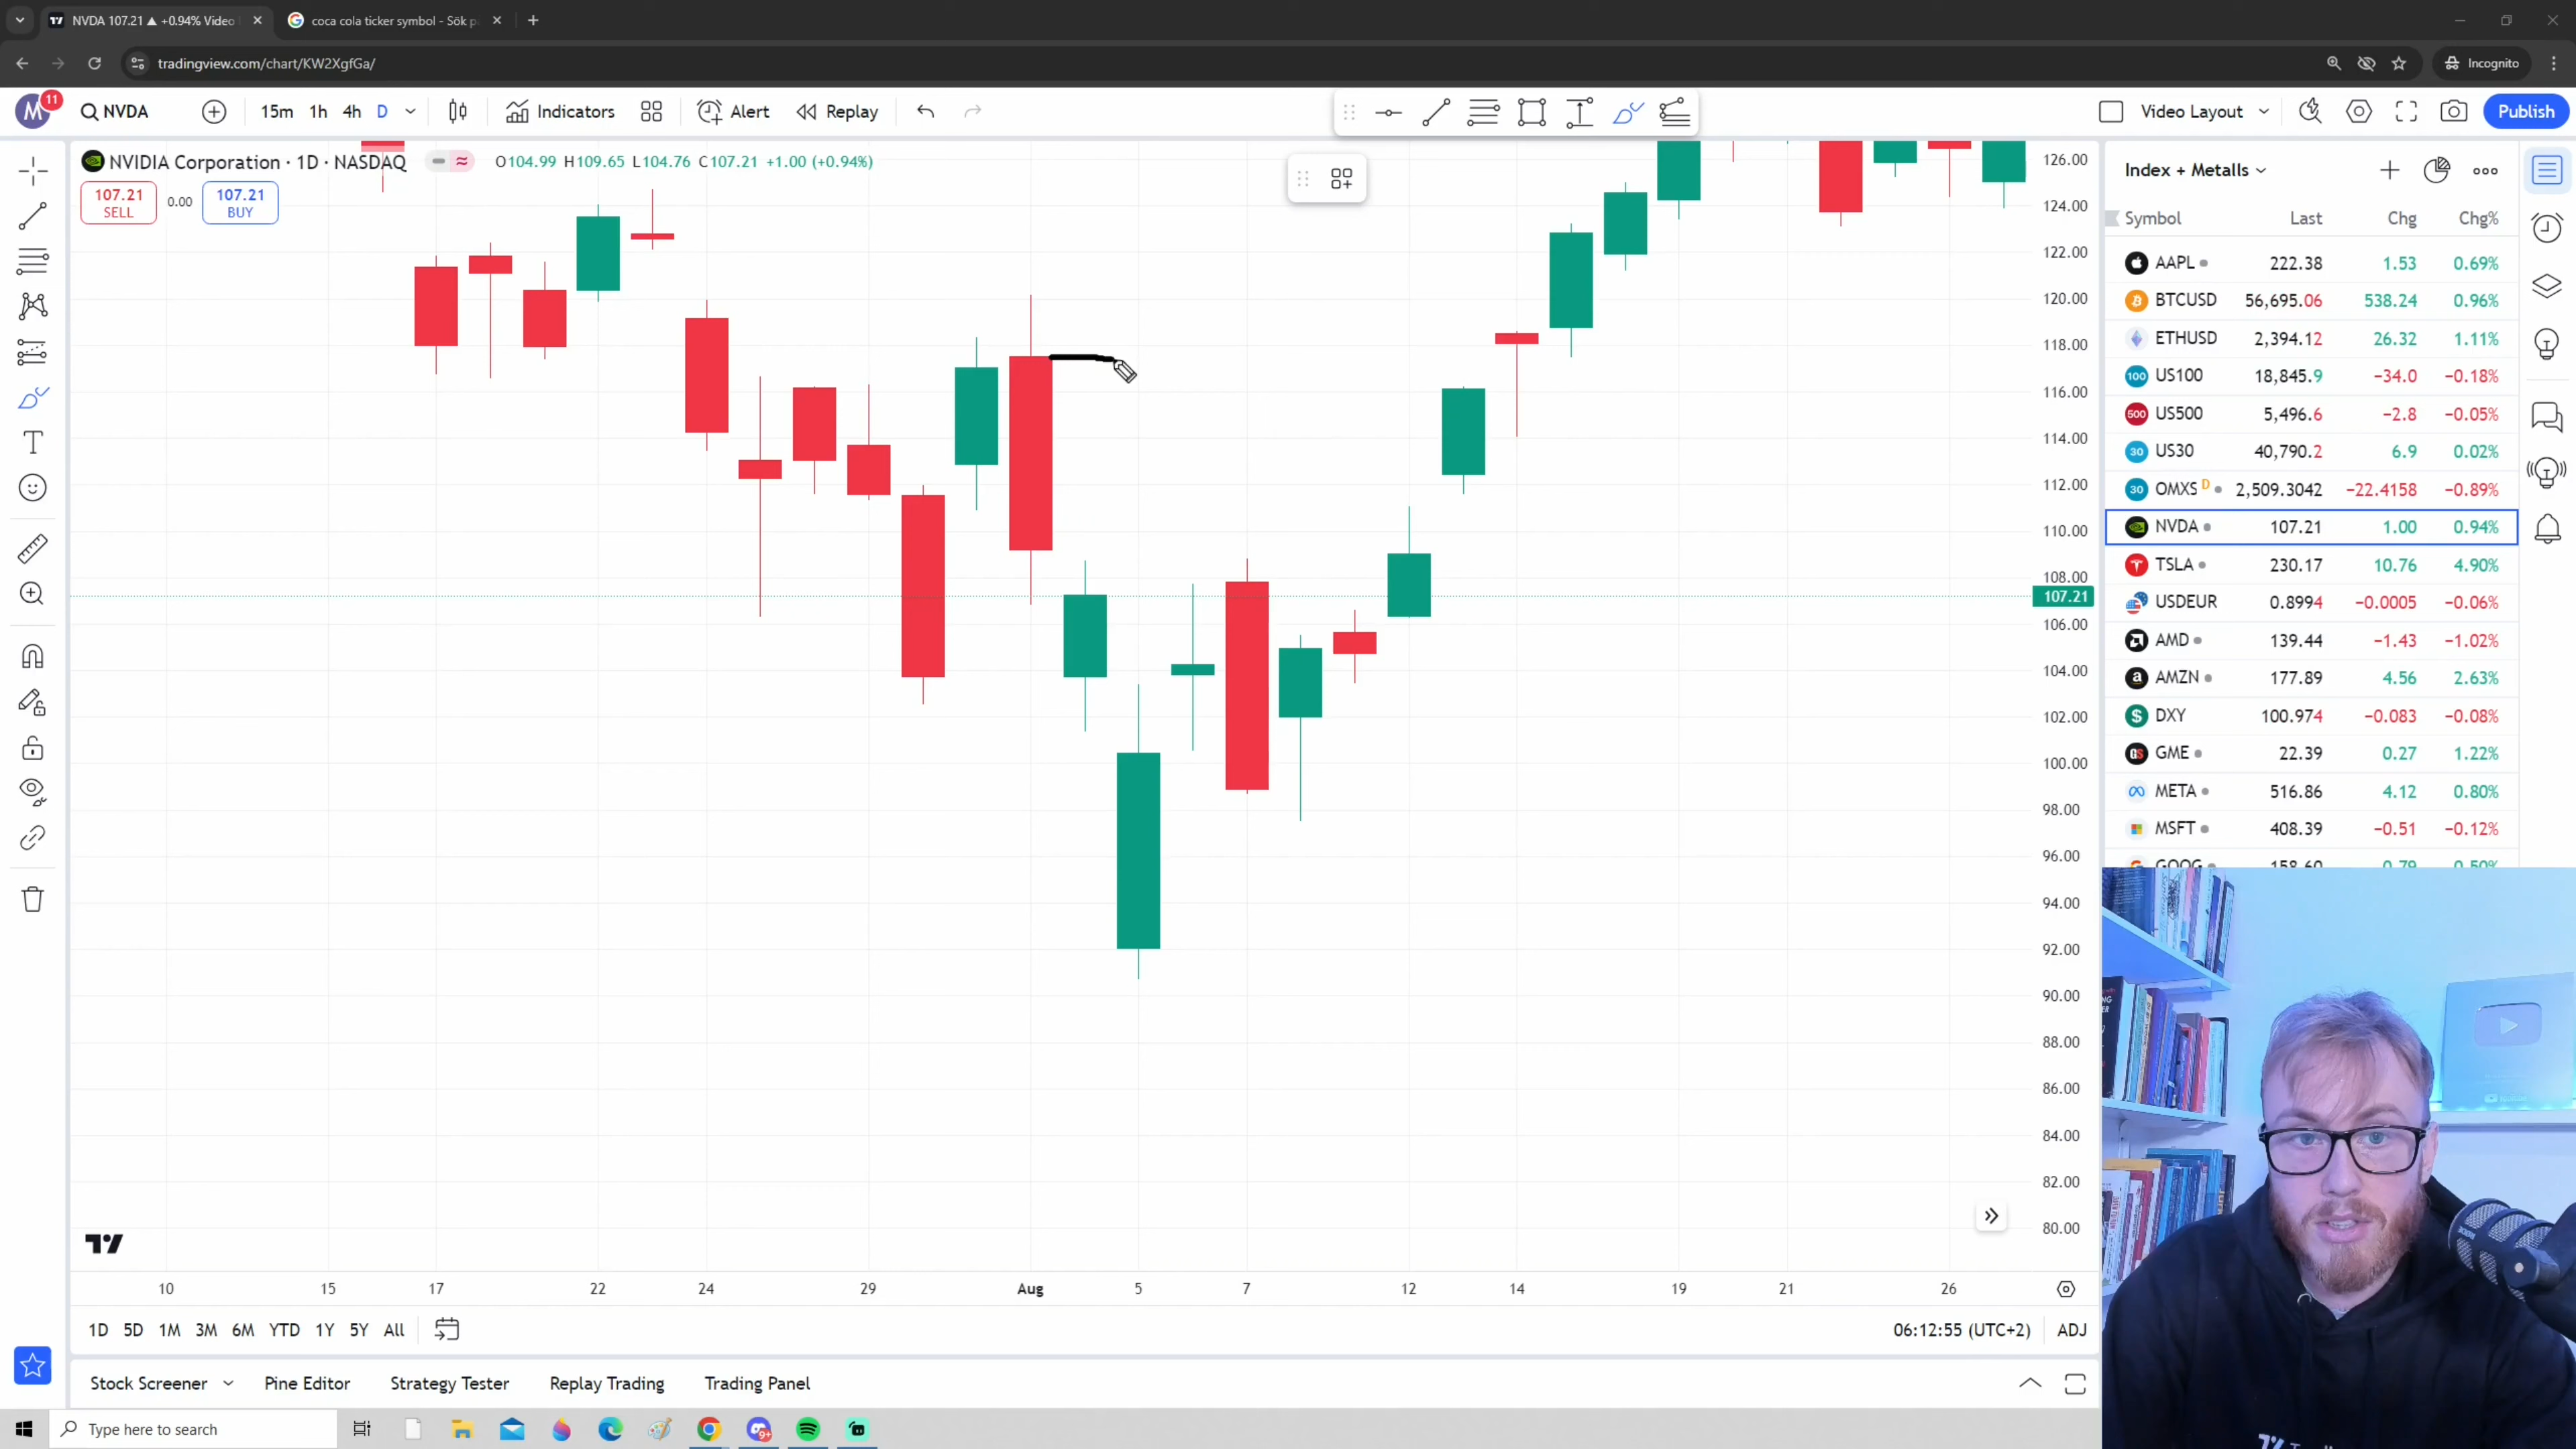 NVDA 107.21 ▲ +0.94% Video
coca cola ticker symbol - Sök p
tradingview.com/chart/KW2XgfGa/
Incognito
M 11 NVDA 15m 1h 4h D Indicators Alert Replay Video Layout Publish
NVIDIA Corporation · 1D · NASDAQ O104.99 H109.65 L104.76 C107.21 +1.00 (+0.94%)
107.21 SELL 0.00 107.21 BUY
126.00
124.00
122.00
120.00
118.00
116.00
114.00
112.00
110.00
108.00
107.21
106.00
104.00
102.00
100.00
98.00
96.00
94.00
92.00
90.00
88.00
86.00
84.00
82.00
80.00
10 15 17 22 24 29 Aug 5 7 12 14 19 21 26
1D 5D 1M 3M 6M YTD 1Y 5Y All 06:12:55 (UTC+2) ADJ
Stock Screener Pine Editor Strategy Tester Replay Trading Trading Panel
Index + Metalls
Symbol Last Chg Chg%
AAPL 222.38 1.53 0.69%
BTCUSD 56,695.06 538.24 0.96%
ETHUSD 2,394.12 26.32 1.11%
100 US100 18,845.9 −34.0 −0.18%
500 US500 5,496.6 −2.8 −0.05%
30 US30 40,790.2 6.9 0.02%
30 OMXS D 2,509.3042 −22.4158 −0.89%
NVDA 107.21 1.00 0.94%
TSLA 230.17 10.76 4.90%
USDEUR 0.8994 −0.0005 −0.06%
AMD 139.44 −1.43 −1.02%
AMZN 177.89 4.56 2.63%
DXY 100.974 −0.083 −0.08%
GME 22.39 0.27 1.22%
META 516.86 4.12 0.80%
MSFT 408.39 −0.51 −0.12%
GOOG 158.60 0.79 0.50%
Type here to search
9+